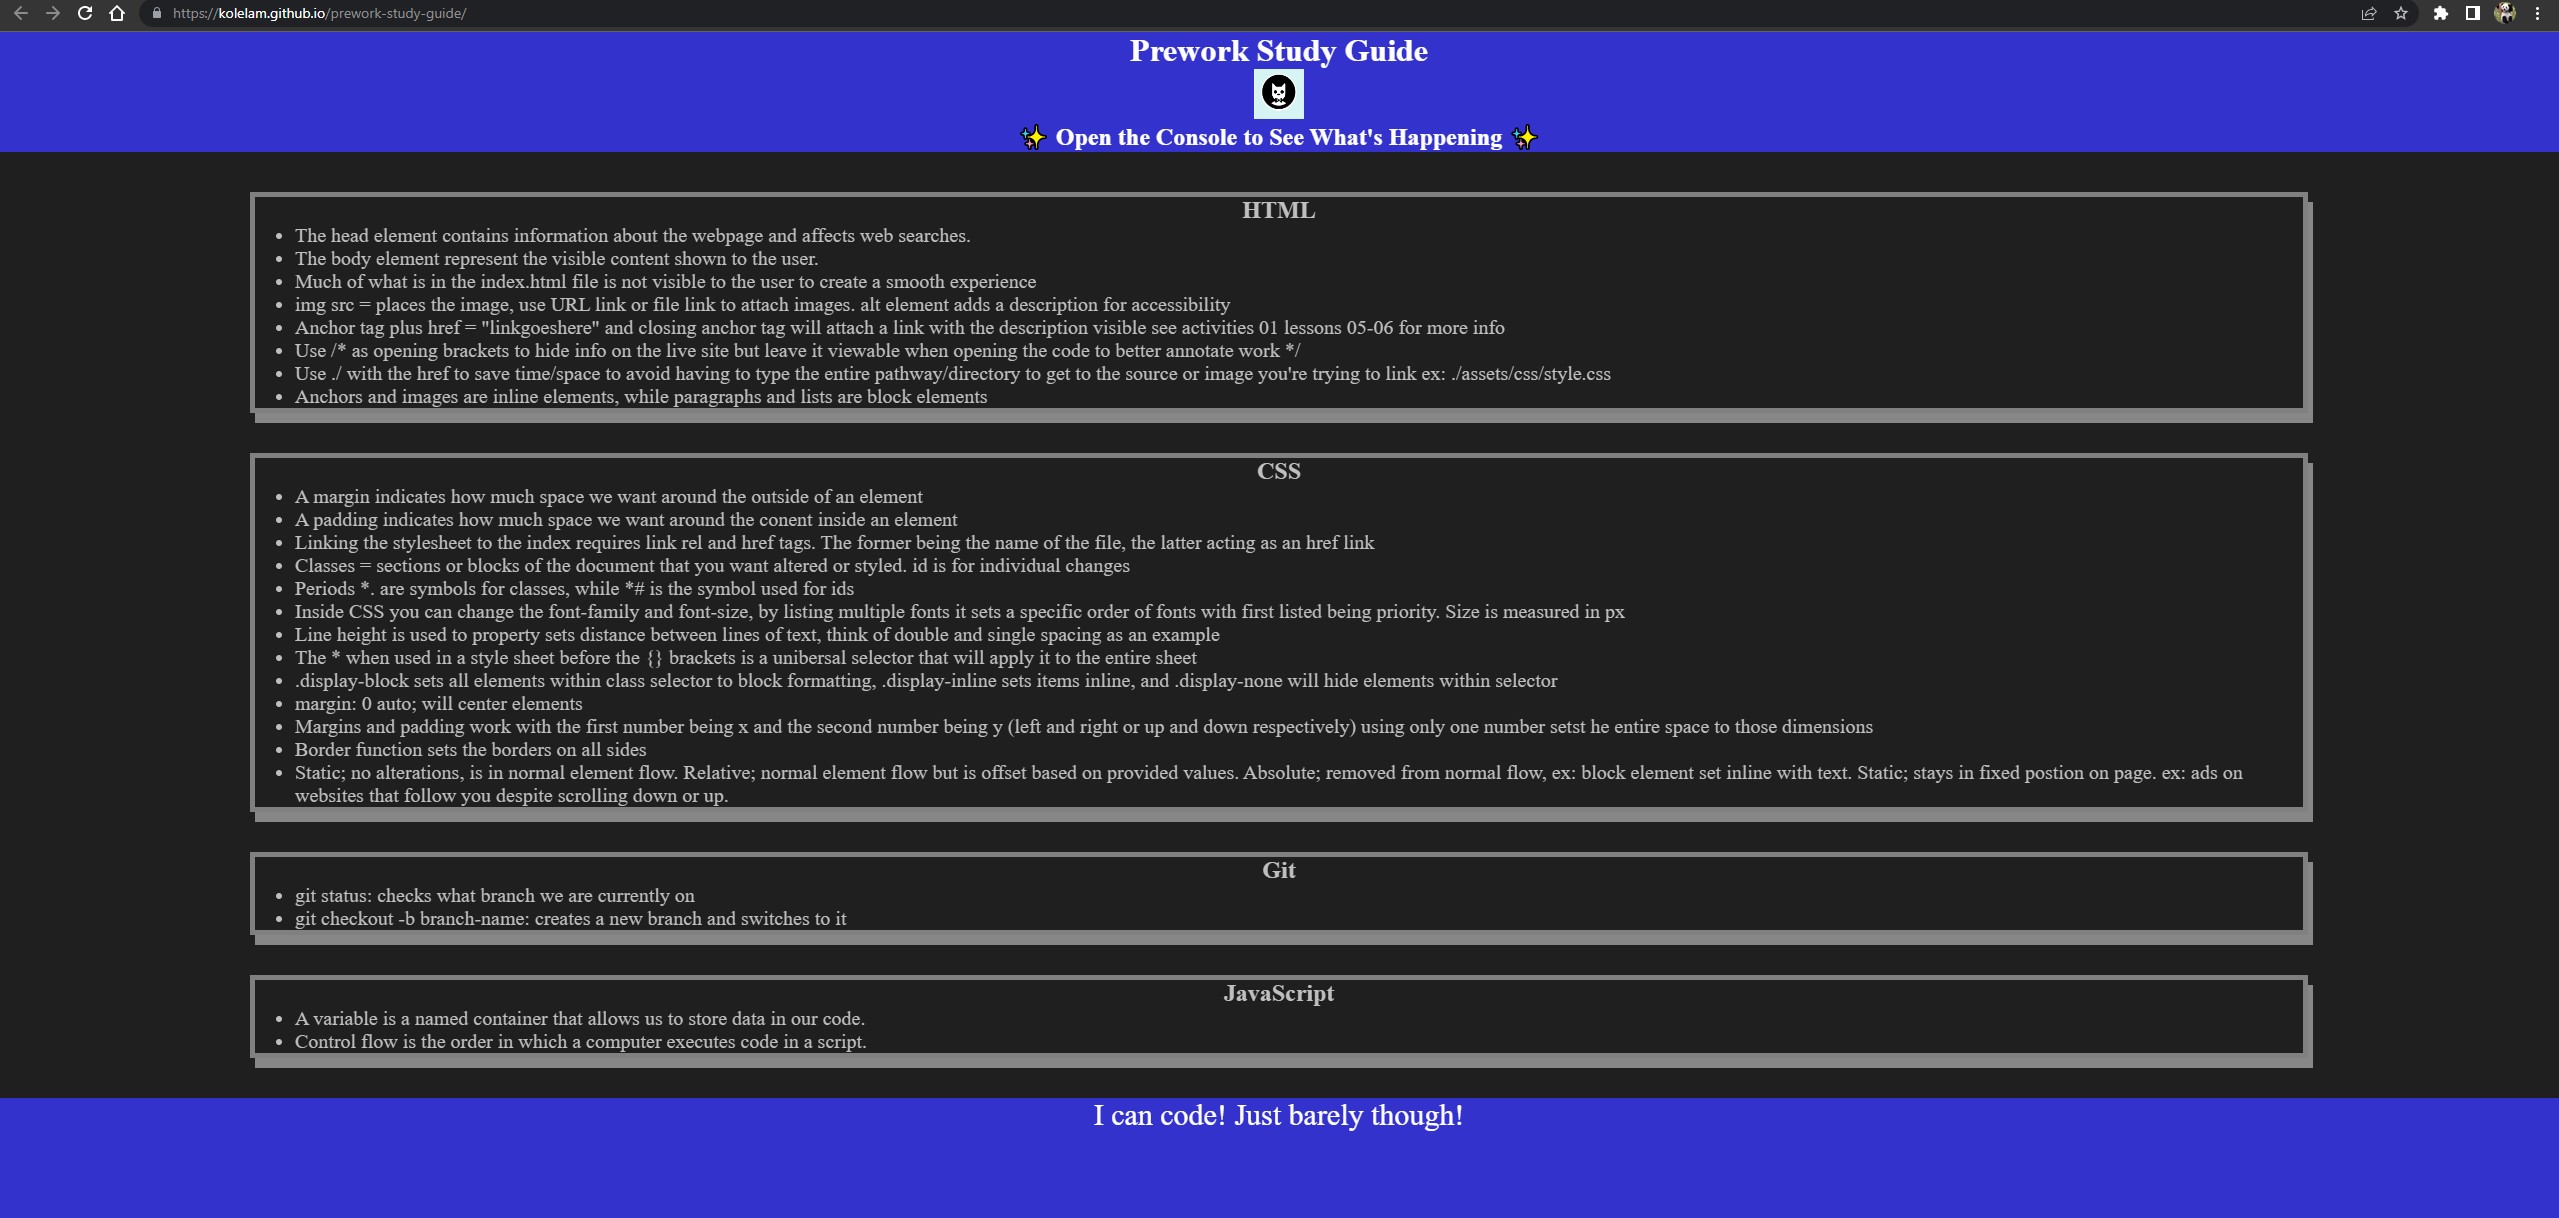 https://kolelam.github.io/prework-study-guide/
Prework Study Guide
✨ Open the Console to See What's Happening ✨
HTML
• The head element contains information about the webpage and affects web searches.
• The body element represent the visible content shown to the user.
• Much of what is in the index.html file is not visible to the user to create a smooth experience
• img src = places the image, use URL link or file link to attach images. alt element adds a description for accessibility
• Anchor tag plus href = "linkgoeshere" and closing anchor tag will attach a link with the description visible see activities 01 lessons 05-06 for more info
• Use /* as opening brackets to hide info on the live site but leave it viewable when opening the code to better annotate work */
• Use ./ with the href to save time/space to avoid having to type the entire pathway/directory to get to the source or image you're trying to link ex: ./assets/css/style.css
• Anchors and images are inline elements, while paragraphs and lists are block elements
CSS
• A margin indicates how much space we want around the outside of an element
• A padding indicates how much space we want around the conent inside an element
• Linking the stylesheet to the index requires link rel and href tags. The former being the name of the file, the latter acting as an href link
• Classes = sections or blocks of the document that you want altered or styled. id is for individual changes
• Periods *. are symbols for classes, while *# is the symbol used for ids
• Inside CSS you can change the font-family and font-size, by listing multiple fonts it sets a specific order of fonts with first listed being priority. Size is measured in px
• Line height is used to property sets distance between lines of text, think of double and single spacing as an example
• The * when used in a style sheet before the {} brackets is a unibersal selector that will apply it to the entire sheet
• .display-block sets all elements within class selector to block formatting, .display-inline sets items inline, and .display-none will hide elements within selector
• margin: 0 auto; will center elements
• Margins and padding work with the first number being x and the second number being y (left and right or up and down respectively) using only one number setst he entire space to those dimensions
• Border function sets the borders on all sides
• Static; no alterations, is in normal element flow. Relative; normal element flow but is offset based on provided values. Absolute; removed from normal flow, ex: block element set inline with text. Static; stays in fixed postion on page. ex: ads on
websites that follow you despite scrolling down or up.
Git
• git status: checks what branch we are currently on
• git checkout -b branch-name: creates a new branch and switches to it
JavaScript
• A variable is a named container that allows us to store data in our code.
• Control flow is the order in which a computer executes code in a script.
I can code! Just barely though!